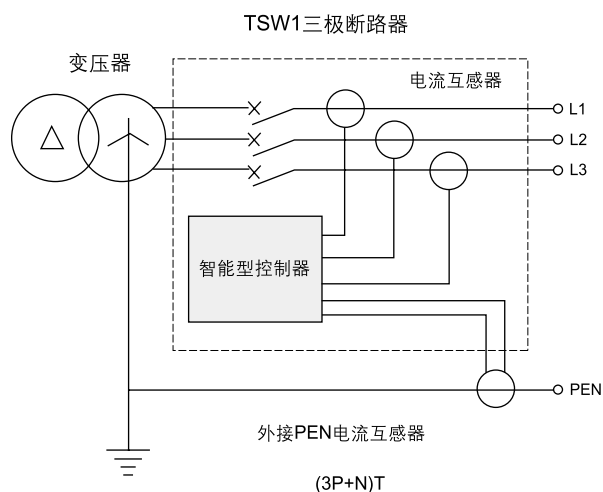 TSW1三极断路器
变压器
电流互感器
L1
L2
L3
智能型控制器
PEN
外接PEN电流互感器
(3P+N)T